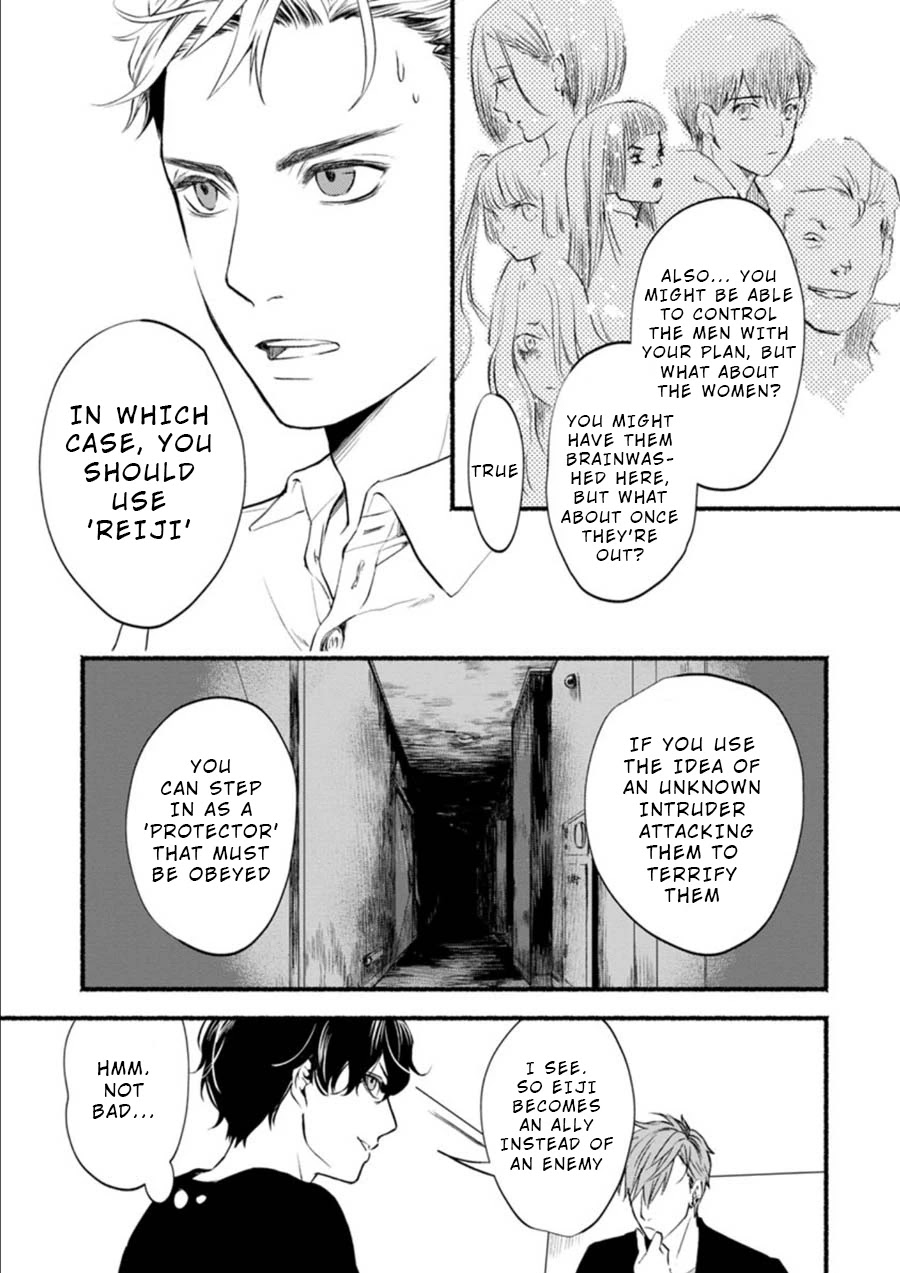 ALSO... YOU
MIGHT BE ABLE
TO CONTROL
THE MEN WITH
YOUR PLAN, BUT
WHAT ABOUT
THE WOMEN?
YOU MIGHT
HAVE THEM
BRAINWAS-
HED HERE,
BUT WHAT
ABOUT ONCE
THEY'RE
OUT?
TRUE
IN WHICH
CASE, YOU
SHOULD
USE
'REIJI'
IF YOU USE
THE IDEA OF
AN UNKNOWN
INTRUDER
ATTACKING
THEM TO
TERRIFY
THEM
YOU
CAN STEP
IN AS A
'PROTECTOR'
THAT MUST
BE OBEYED
I SEE.
SO EIJI
BECOMES
AN ALLY
INSTEAD OF
AN ENEMY
HMM.
NOT
BAD...